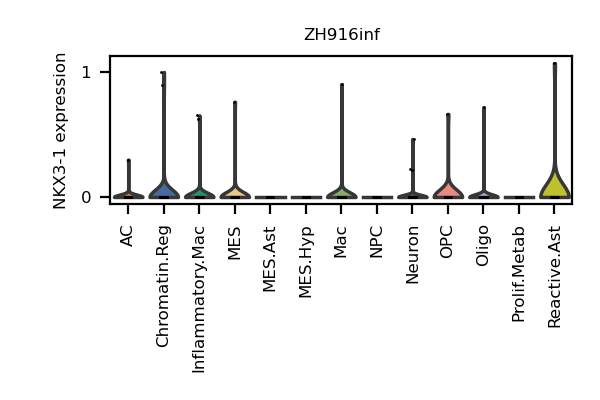 ZH916inf
NKX3-1 expression
1
0
AC
Chromatin.Reg
Inflammatory.Mac
MES
MES.Ast
MES.Hyp
Mac
NPC
Neuron
OPC
Oligo
Prolif.Metab
Reactive.Ast